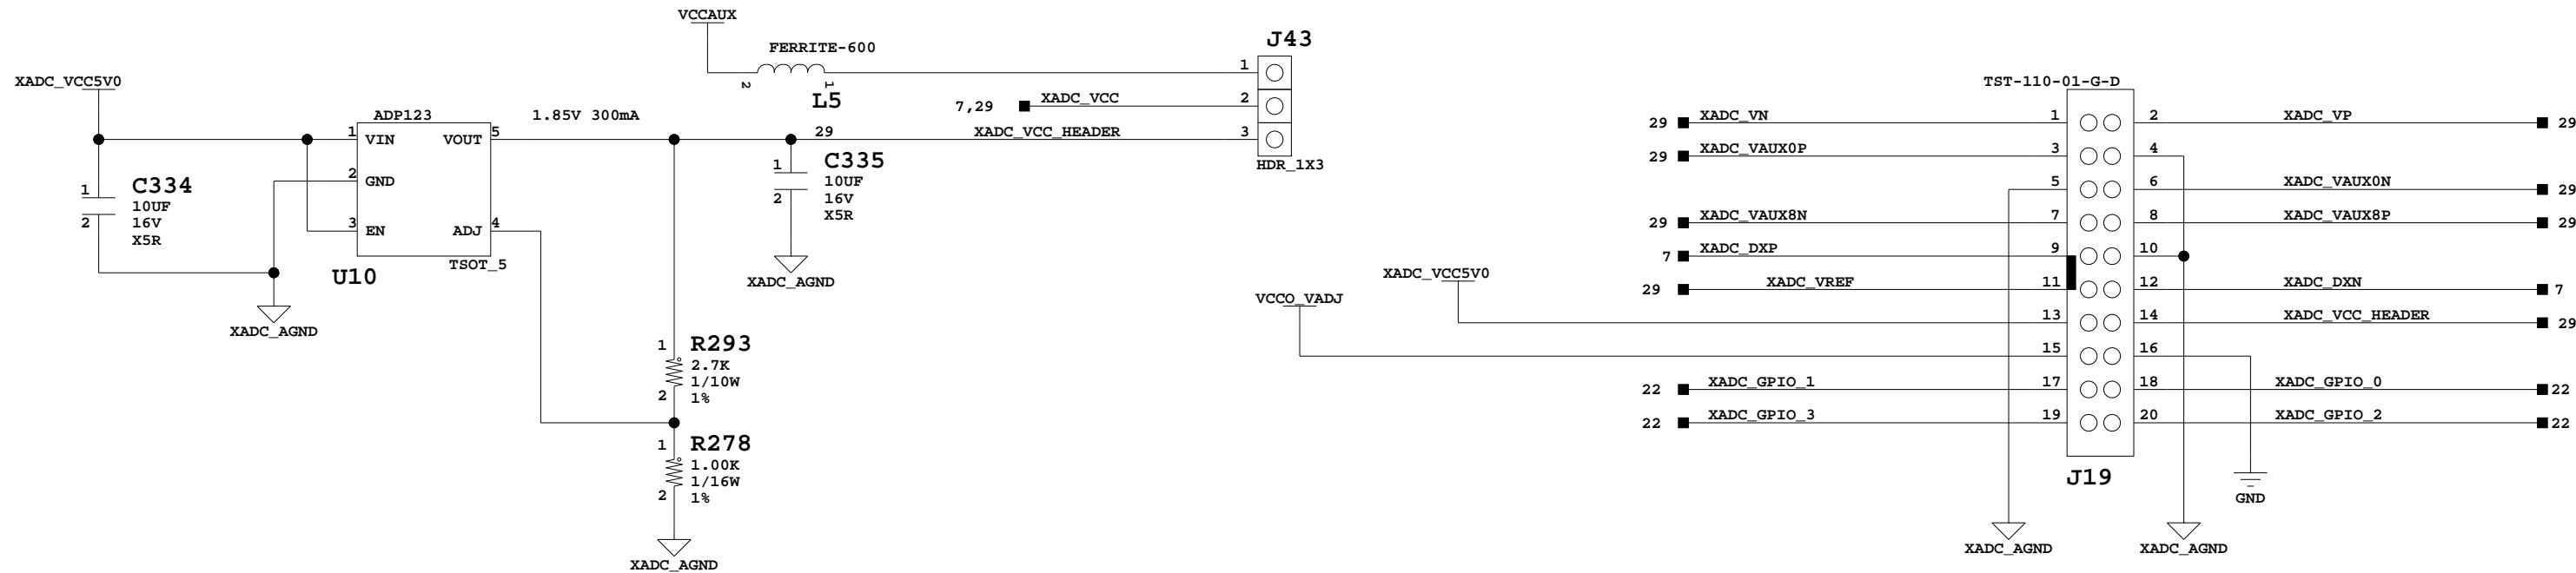 VCCAUX
FERRITE-600
2
1
L5
J43
1
7,29
XADC_VCC
2
29
XADC_VCC_HEADER
3
HDR_1X3
XADC_VCC5V0
ADP123
1.85V 300mA
1
VIN
VOUT
5
2
GND
3
EN
ADJ
4
TSOT_5
U10
1
C334
10UF
2
16V
X5R
XADC_AGND
1
C335
10UF
2
16V
X5R
XADC_AGND
1
R293
2.7K
1/10W
2
1%
1
R278
1.00K
1/16W
2
1%
XADC_AGND
TST-110-01-G-D
29
XADC_VN
1
2
XADC_VP
29
29
XADC_VAUX0P
3
4
5
6
XADC_VAUX0N
29
29
XADC_VAUX8N
7
8
XADC_VAUX8P
29
7
XADC_DXP
9
10
29
XADC_VREF
11
12
XADC_DXN
7
XADC_VCC5V0
13
14
XADC_VCC_HEADER
29
VCCO_VADJ
15
16
22
XADC_GPIO_1
17
18
XADC_GPIO_0
22
22
XADC_GPIO_3
19
20
XADC_GPIO_2
22
J19
GND
XADC_AGND
XADC_AGND